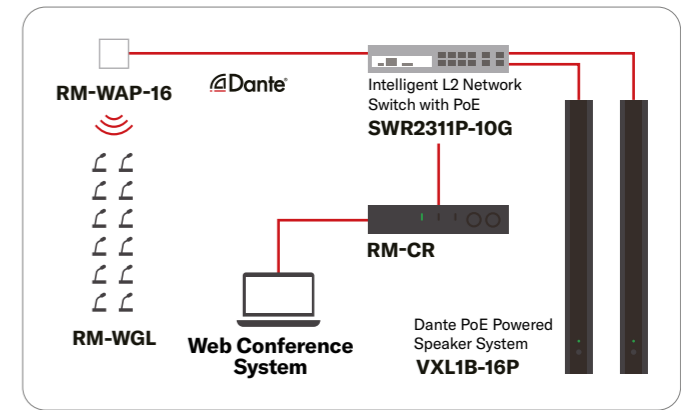 RM-WAP-16
Dante®
Intelligent L2 Network
Switch with PoE
SWR2311P-10G
RM-CR
RM-WGL
Web Conference
System
Dante PoE Powered
Speaker System
VXL1B-16P